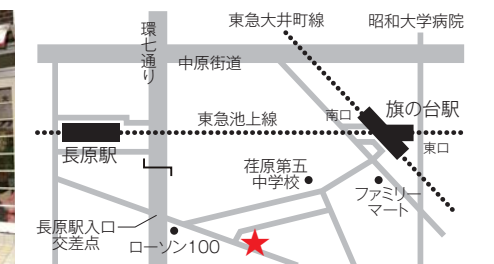 東急大井町線
昭和大学病院
環七通り
中原街道
旗の台駅
南口
東急池上線
東口
長原駅
荏原第五
中学校
ファミリー
マート
長原駅入口
交差点
ローソン100